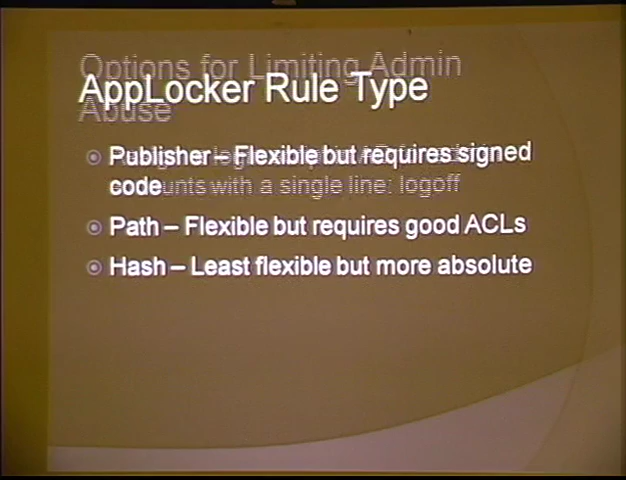 Options for Limiting Admin
AppLocker Rule Type
Abuse
Publisher – Flexible but requires signed
code
unts with a single line: logoff
Path – Flexible but requires good ACLs
Hash – Least flexible but more absolute